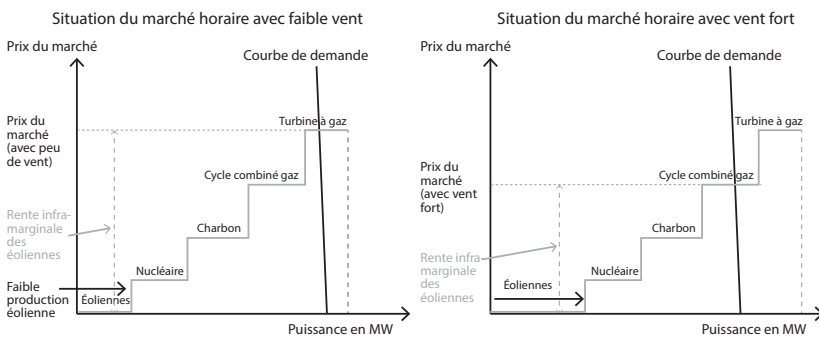 Situation du marché horaire avec faible vent
Prix du marché
Courbe de demande
Turbine à gaz
Prix du
marché
(avec peu
de vent)
Cycle combiné gaz
Rente infra-
marginale
des
éoliennes
Charbon
Nucléaire
Faible
production
éolienne
Éoliennes
Puissance en MW
Situation du marché horaire avec vent fort
Prix du marché
Courbe de demande
Turbine à gaz
Prix du
marché
(avec vent
fort)
Cycle combiné gaz
Charbon
Rente infra-
marginale
des
éoliennes
Nucléaire
Éoliennes
Puissance en MW